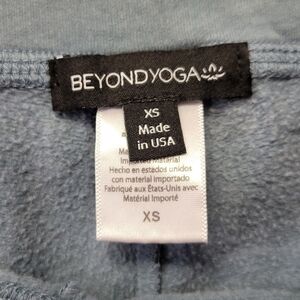 BEYONDYOGA
XS
Made
in USA
Imported Material
Hecho en estados unidos
con material importado
Fabriqué aux États-Unis avec
Matérial Importé
XS